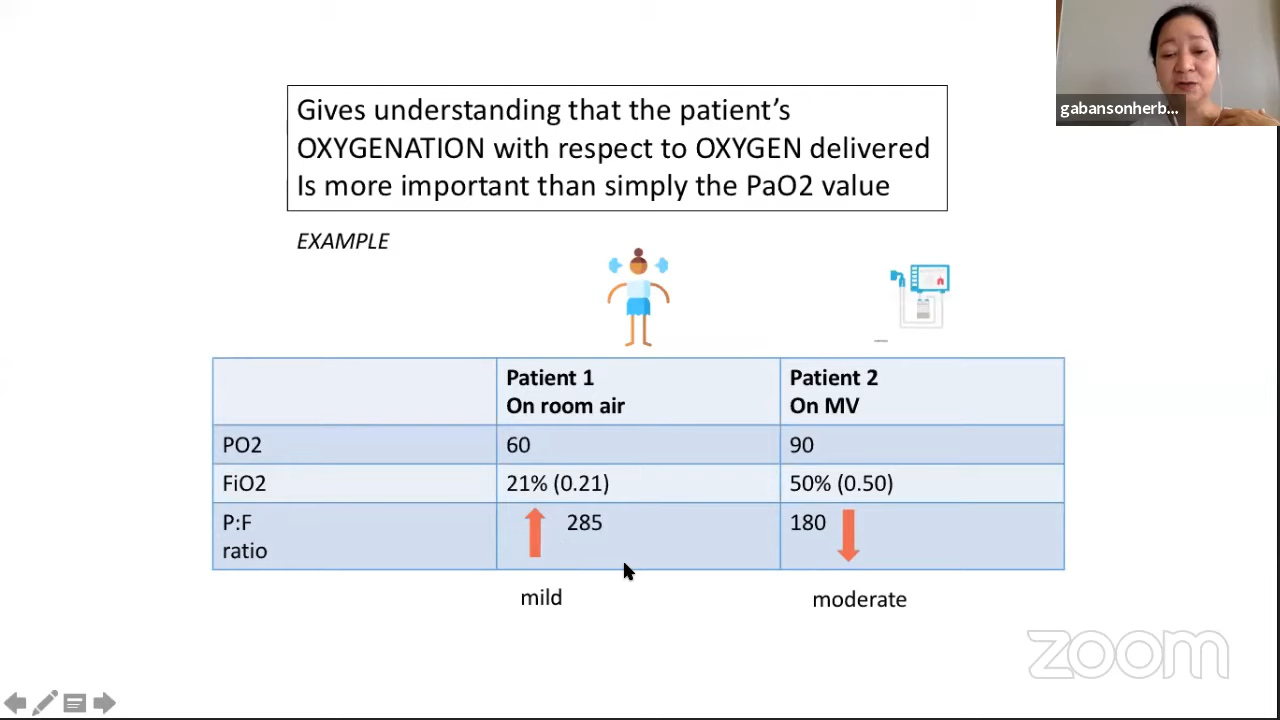 gabansonherb...
Gives understanding that the patient's
OXYGENATION with respect to OXYGEN delivered
Is more important than simply the PaO2 value
EXAMPLE
Patient 1 Patient 2
On room air On MV
PO2 60 90
FiO2 21% (0.21) 50% (0.50)
P:F 285 180
ratio
mild moderate
zoom